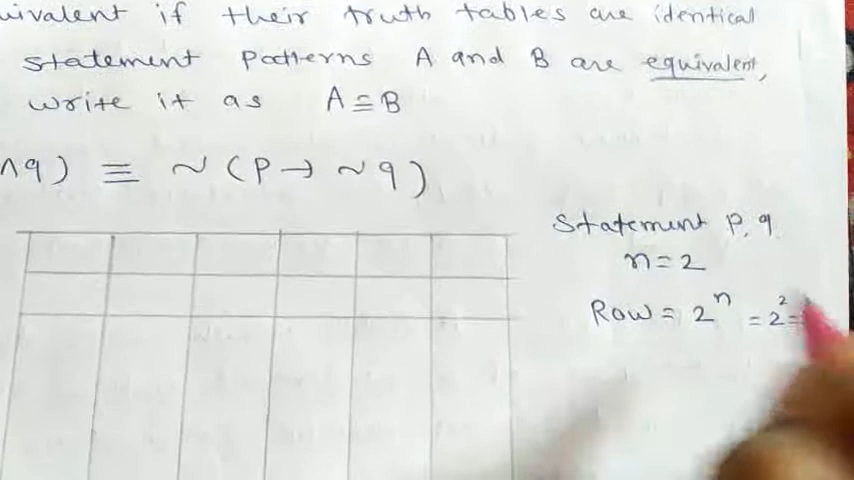 if their truth tables are identical
statement patterns A and B are equivalent,
write it as A ≡ B
∧q) ≡ ~(p → ~q)
Statement p, q
n = 2
Row = 2ⁿ = 2² =